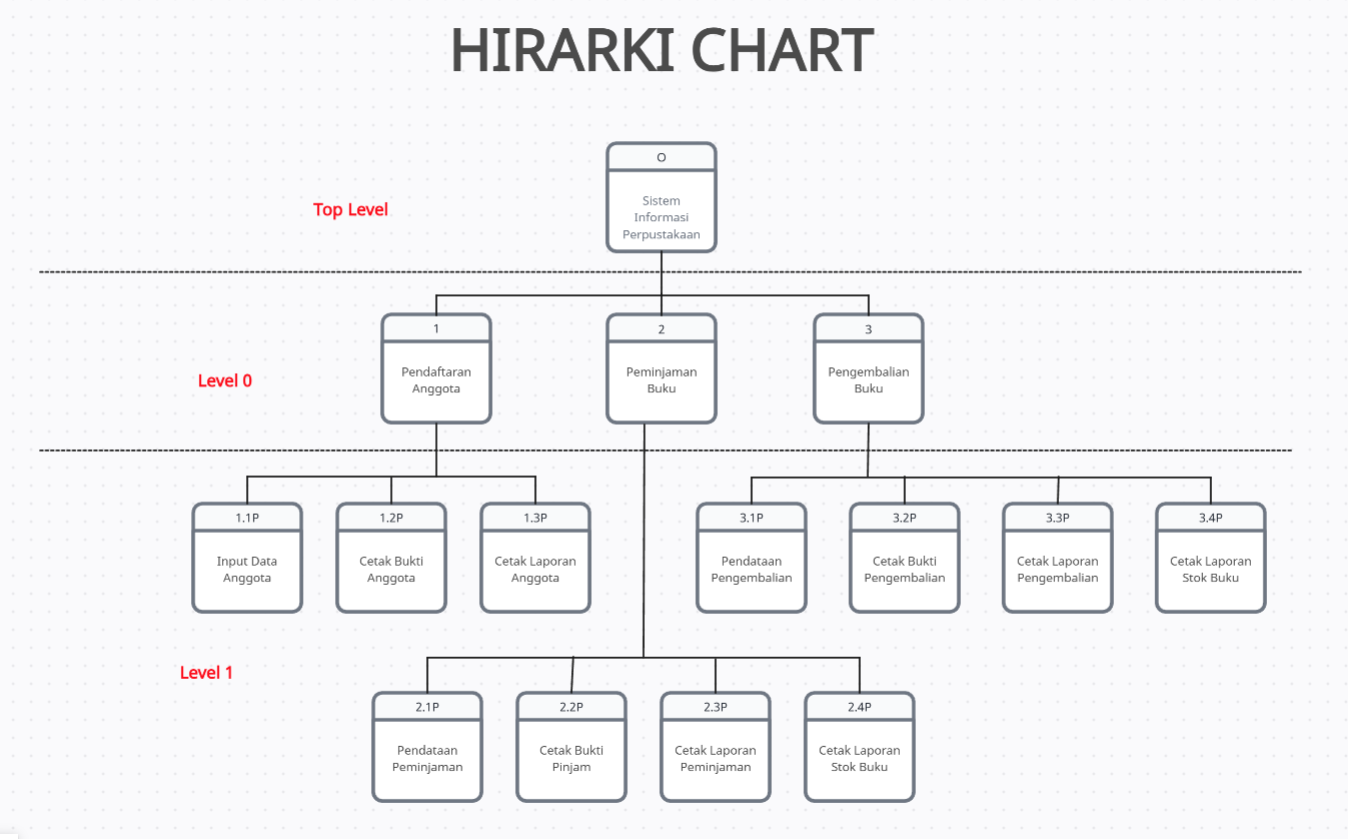 HIRARKI CHART
O
Sistem
Informasi
Perpustakaan
Top Level
1
Pendaftaran
Anggota
2
Peminjaman
Buku
3
Pengembalian
Buku
Level 0
1.1P
Input Data
Anggota
1.2P
Cetak Bukti
Anggota
1.3P
Cetak Laporan
Anggota
3.1P
Pendataan
Pengembalian
3.2P
Cetak Bukti
Pengembalian
3.3P
Cetak Laporan
Pengembalian
3.4P
Cetak Laporan
Stok Buku
Level 1
2.1P
Pendataan
Peminjaman
2.2P
Cetak Bukti
Pinjam
2.3P
Cetak Laporan
Peminjaman
2.4P
Cetak Laporan
Stok Buku